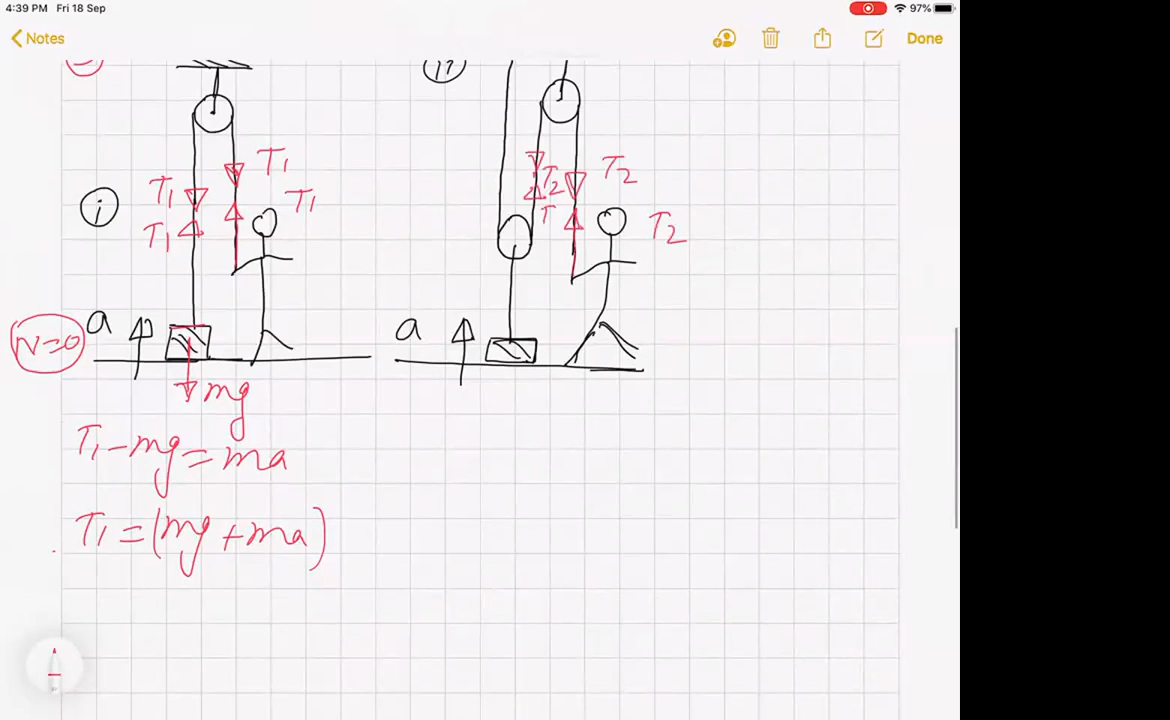 4:39 PM Fri 18 Sep
97%
Notes
Done
ii
T1
T1
T1
T1
i
T2
T2
T
T2
a
N=0
mg
a
T1-mg=ma
T1=(mg+ma)